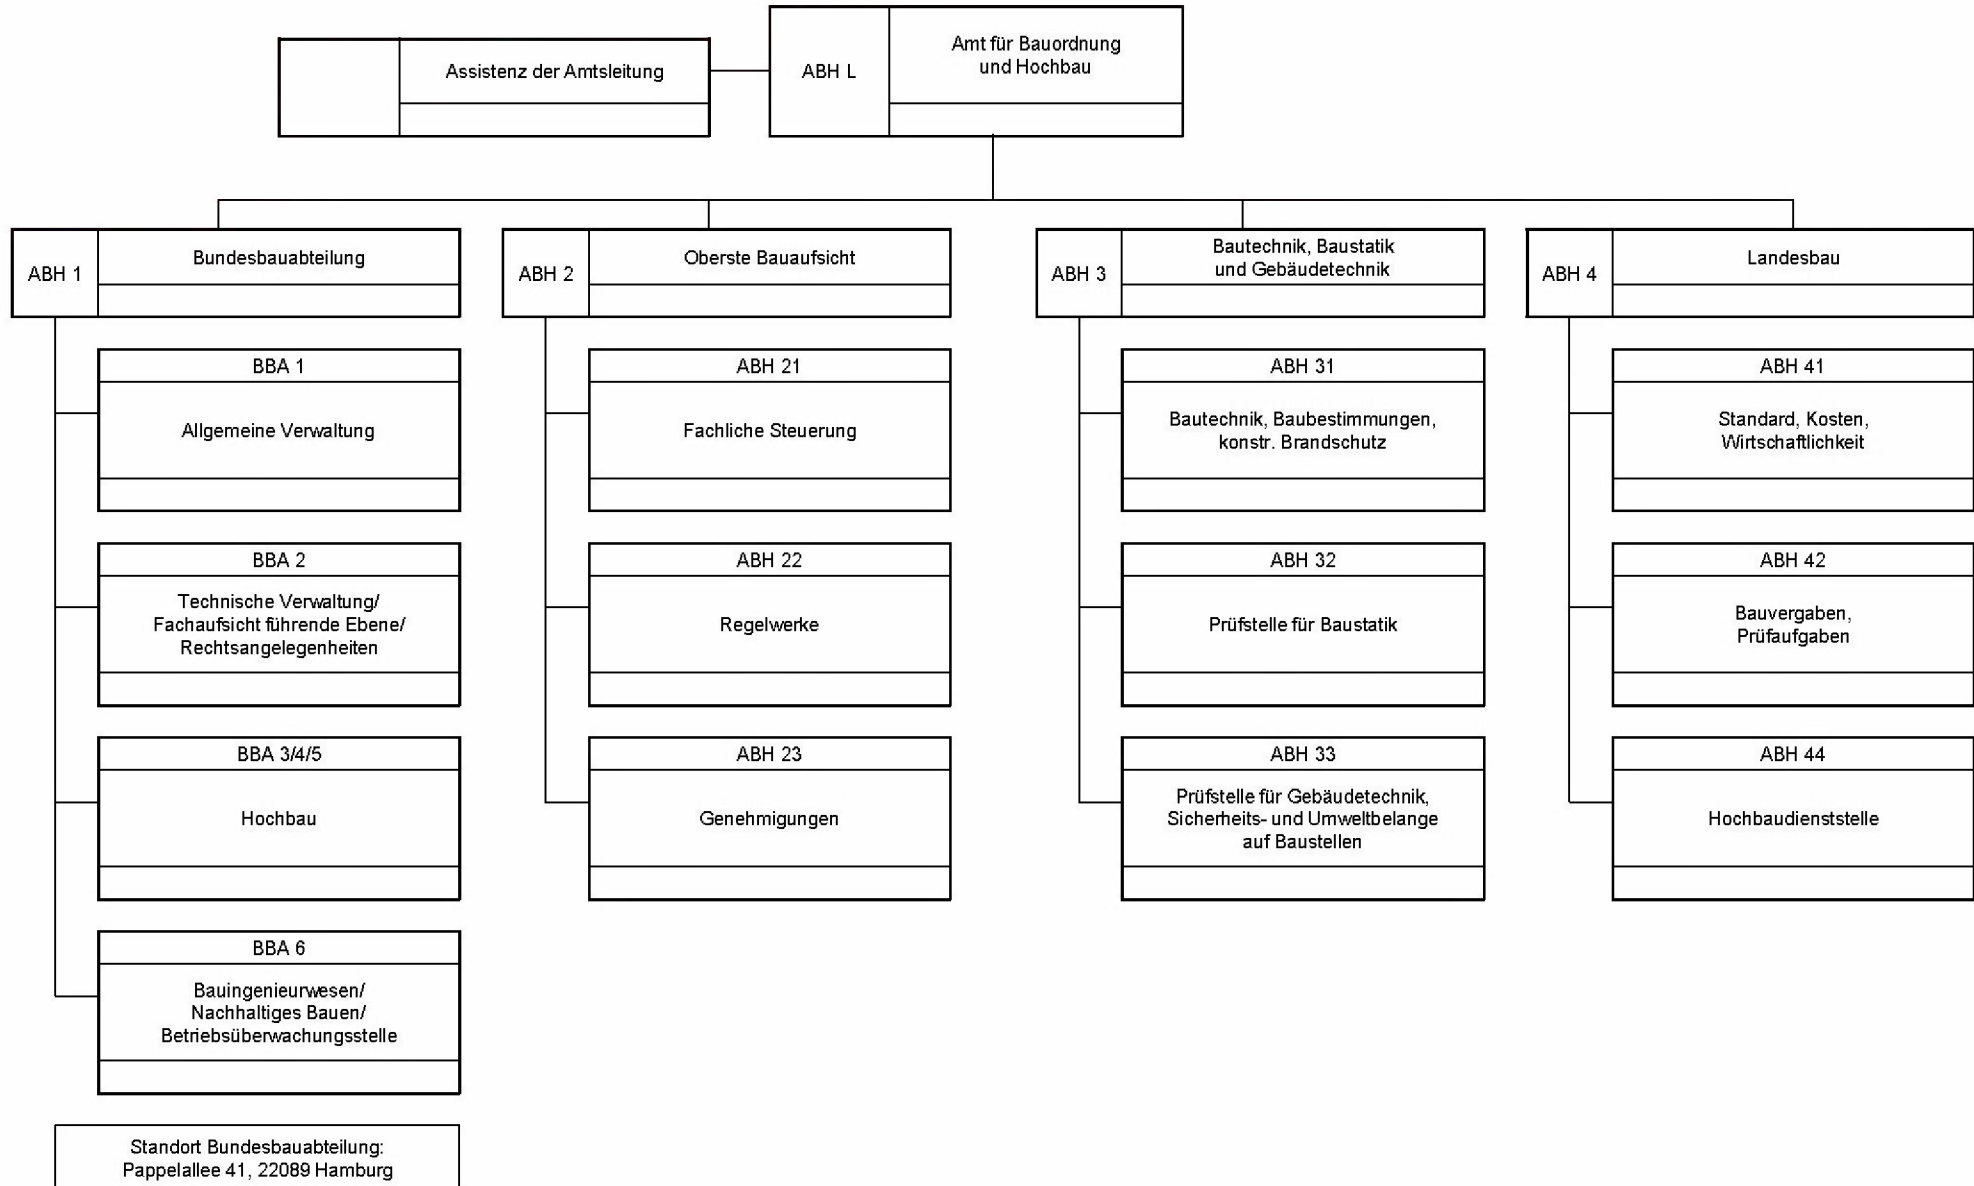 Assistenz der Amtsleitung
ABH L
Amt für Bauordnung
und Hochbau
ABH 1
Bundesbauabteilung
BBA 1
Allgemeine Verwaltung
BBA 2
Technische Verwaltung/
Fachaufsicht führende Ebene/
Rechtsangelegenheiten
BBA 3/4/5
Hochbau
BBA 6
Bauingenieurwesen/
Nachhaltiges Bauen/
Betriebsüberwachungsstelle
Standort Bundesbauabteilung:
Pappelallee 41, 22089 Hamburg
ABH 2
Oberste Bauaufsicht
ABH 21
Fachliche Steuerung
ABH 22
Regelwerke
ABH 23
Genehmigungen
ABH 3
Bautechnik, Baustatik
und Gebäudetechnik
ABH 31
Bautechnik, Baubestimmungen,
konstr. Brandschutz
ABH 32
Prüfstelle für Baustatik
ABH 33
Prüfstelle für Gebäudetechnik,
Sicherheits- und Umweltbelange
auf Baustellen
ABH 4
Landesbau
ABH 41
Standard, Kosten,
Wirtschaftlichkeit
ABH 42
Bauvergaben,
Prüfaufgaben
ABH 44
Hochbaudienststelle